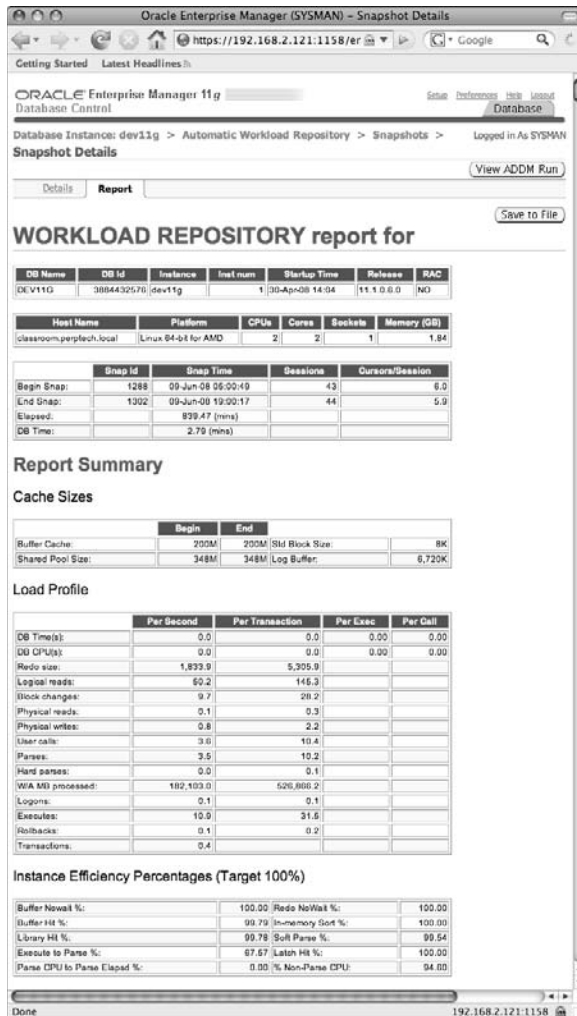 Oracle Enterprise Manager (SYSMAN) – Snapshot Details
https://192.168.2.121:1158/er
Google
Getting Started Latest Headlines
ORACLE Enterprise Manager 11g
Database Control
Setup Preferences Help Logout
Database
Database Instance: dev11g > Automatic Workload Repository > Snapshots > Logged in As SYSMAN
Snapshot Details
View ADDM Run
Details Report
Save to File
WORKLOAD REPOSITORY report for
DB Name DB Id Instance Inst num Startup Time Release RAC
DEV11G 3884432576 dev11g 1 30-Apr-08 14:04 11.1.0.6.0 NO
Host Name Platform CPUs Cores Sockets Memory (GB)
classroom.perptech.local Linux 64-bit for AMD 2 2 1 1.84
Snap Id Snap Time Sessions Cursors/Session
Begin Snap: 1288 09-Jun-08 05:00:49 43 6.0
End Snap: 1302 09-Jun-08 19:00:17 44 5.9
Elapsed: 839.47 (mins)
DB Time: 2.79 (mins)
Report Summary
Cache Sizes
Begin End
Buffer Cache: 200M 200M Std Block Size: 8K
Shared Pool Size: 348M 348M Log Buffer: 6,720K
Load Profile
Per Second Per Transaction Per Exec Per Call
DB Time(s): 0.0 0.0 0.00 0.00
DB CPU(s): 0.0 0.0 0.00 0.00
Redo size: 1,833.9 5,305.9
Logical reads: 50.2 145.3
Block changes: 9.7 28.2
Physical reads: 0.1 0.3
Physical writes: 0.8 2.2
User calls: 3.6 10.4
Parses: 3.5 10.2
Hard parses: 0.0 0.1
W/A MB processed: 182,103.0
Logons: 0.1 0.1
Executes: 10.9 31.6
Rollbacks: 0.1 0.2
Transactions: 0.4
Instance Efficiency Percentages (Target 100%)
Buffer Nowait %: 100.00 Redo NoWait %: 100.00
Buffer Hit %: 99.79 In-memory Sort %: 100.00
Library Hit %: 99.78 Soft Parse %: 99.54
Execute to Parse %: 67.57 Latch Hit %: 100.00
Parse CPU to Parse Elapsd %: 0.00 % Non-Parse CPU: 94.60
Done 192.168.2.121:1158